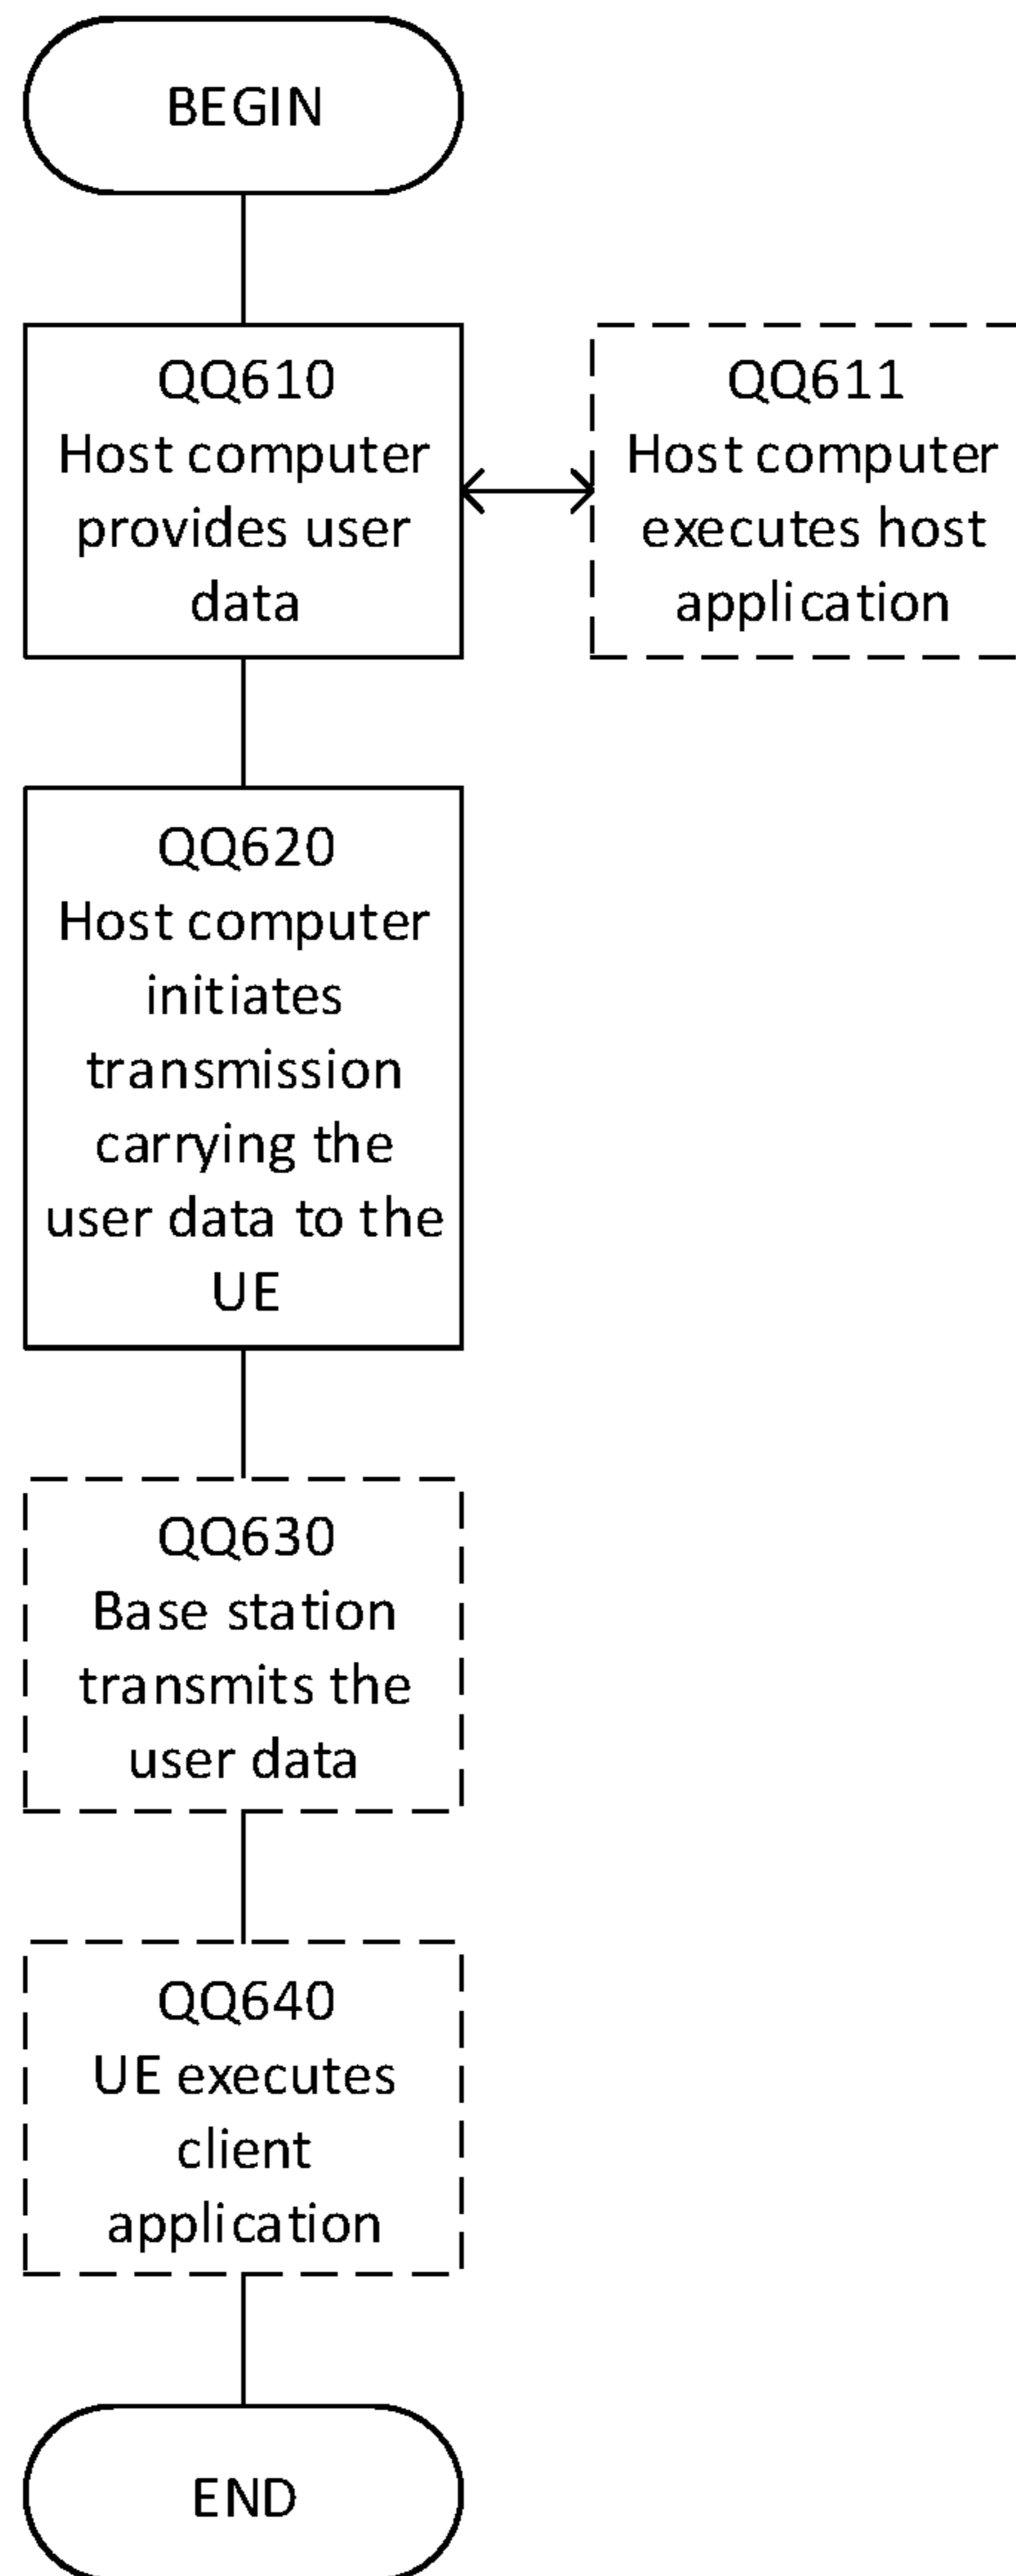 BEGIN
QQ610
Host computer
provides user
data
QQ611
Host computer
executes host
application
QQ620
Host computer
initiates
transmission
carrying the
user data to the
UE
QQ630
Base station
transmits the
user data
QQ640
UE executes
client
application
END